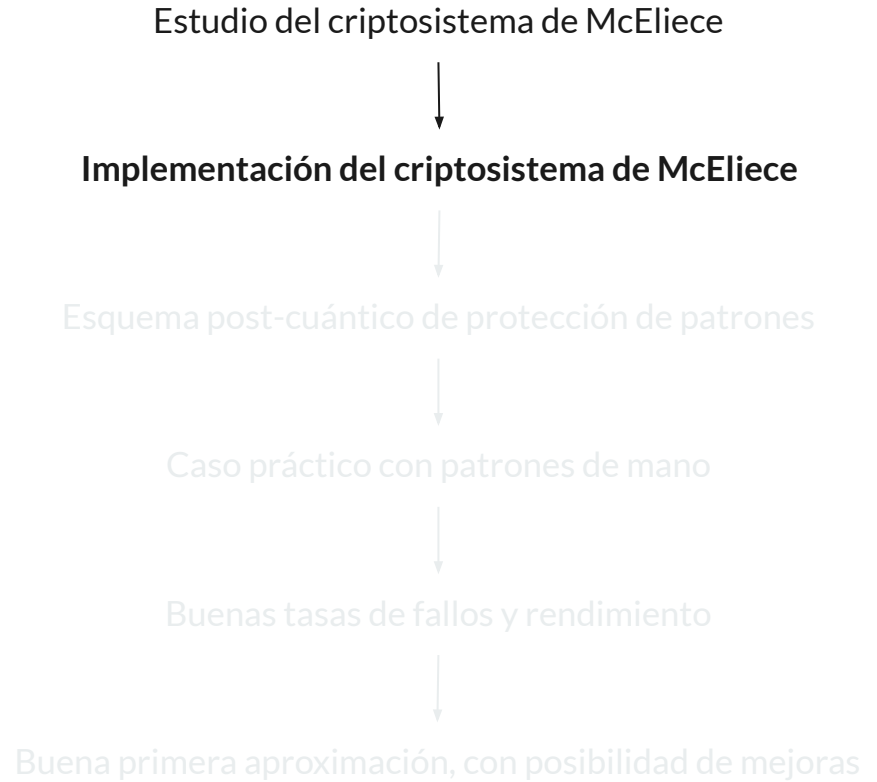 Estudio del criptosistema de McEliece
Implementación del criptosistema de McEliece
Esquema post-cuántico de protección de patrones
Caso práctico con patrones de mano
Buenas tasas de fallos y rendimiento
Buena primera aproximación, con posibilidad de mejoras